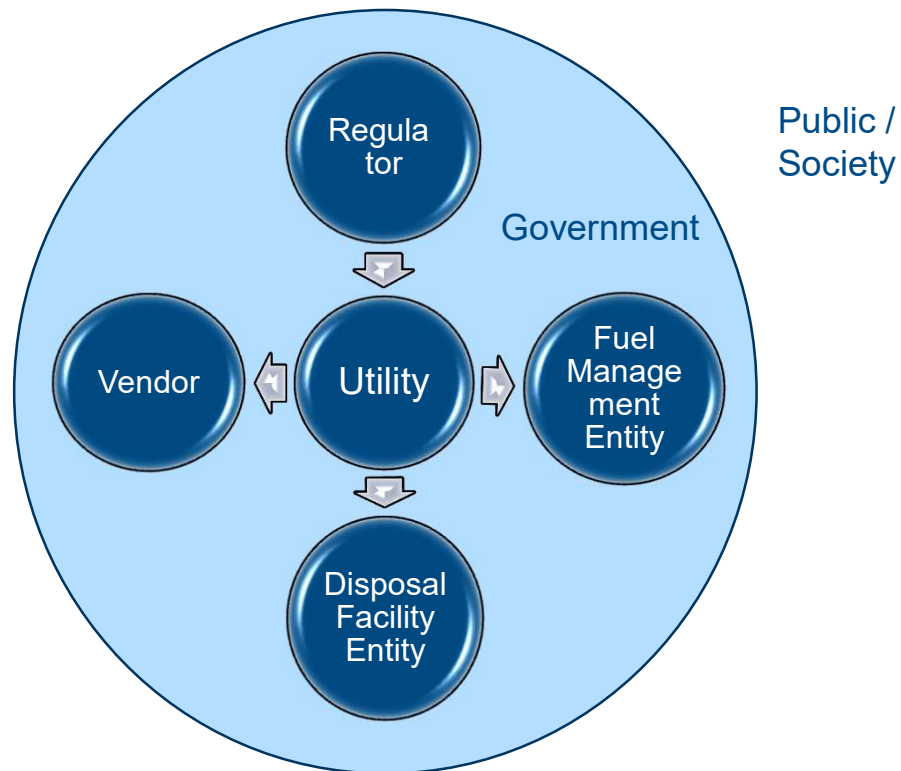 Regula
tor
Public /
Society
Government
Vendor
Utility
Fuel
Manage
ment
Entity
Disposal
Facility
Entity